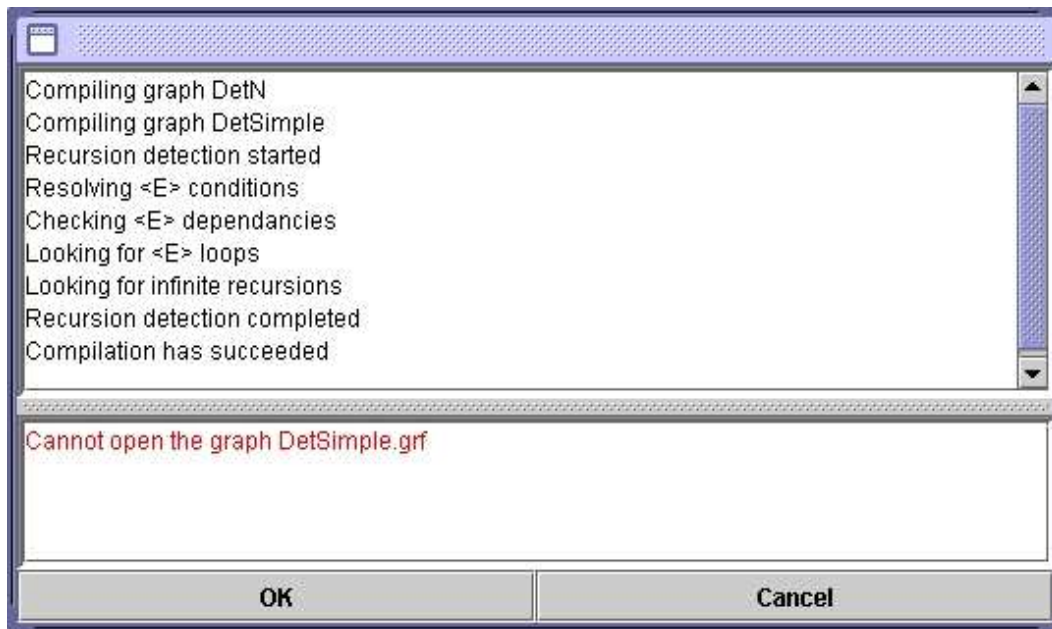 Compiling graph DetN
Compiling graph DetSimple
Recursion detection started
Resolving <E> conditions
Checking <E> dependancies
Looking for <E> loops
Looking for infinite recursions
Recursion detection completed
Compilation has succeeded
Cannot open the graph DetSimple.grf
OK
Cancel